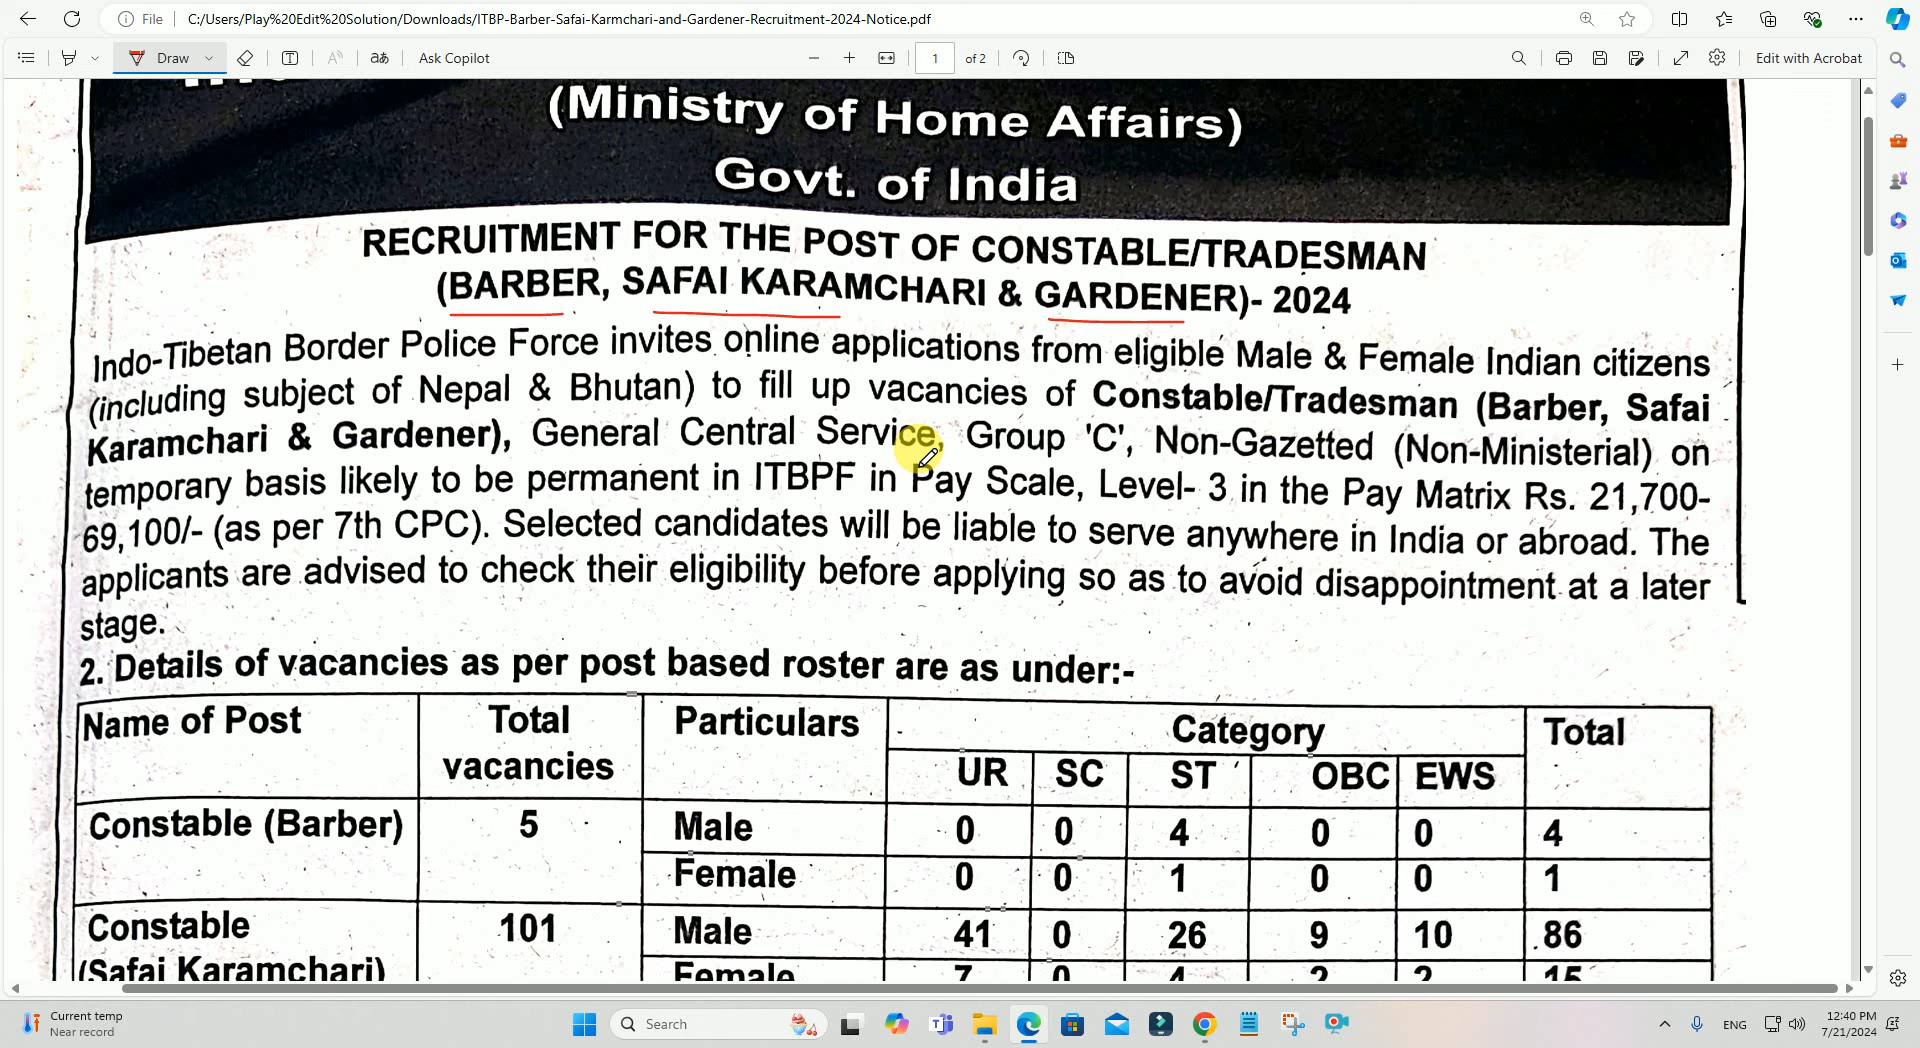 File
C:/Users/Play%20Edit%20Solution/Downloads/ITBP-Barber-Safai-Karmchari-and-Gardener-Recruitment-2024-Notice.pdf
Draw
aあ
Ask Copilot
1 of 2
Edit with Acrobat
(Ministry of Home Affairs)
Govt. of India
RECRUITMENT FOR THE POST OF CONSTABLE/TRADESMAN
(BARBER, SAFAI KARAMCHARI & GARDENER)- 2024
Indo-Tibetan Border Police Force invites online applications from eligible Male & Female Indian citizens
(including subject of Nepal & Bhutan) to fill up vacancies of Constable/Tradesman (Barber, Safai
Karamchari & Gardener), General Central Service, Group 'C', Non-Gazetted (Non-Ministerial) on
temporary basis likely to be permanent in ITBPF in Pay Scale, Level- 3 in the Pay Matrix Rs. 21,700-
69,100/- (as per 7th CPC). Selected candidates will be liable to serve anywhere in India or abroad. The
applicants are advised to check their eligibility before applying so as to avoid disappointment at a later
stage.
2. Details of vacancies as per post based roster are as under:-
Name of Post Total vacancies Particulars Category Total
UR SC ST OBC EWS
Constable (Barber) 5 Male 0 0 4 0 0 4
Female 0 0 1 0 0 1
Constable 101 Male 41 0 26 9 10 86
(Safai Karamchari) Female 7 0 4 2 2 15
Current temp
Near record
Search
ENG
12:40 PM
7/21/2024